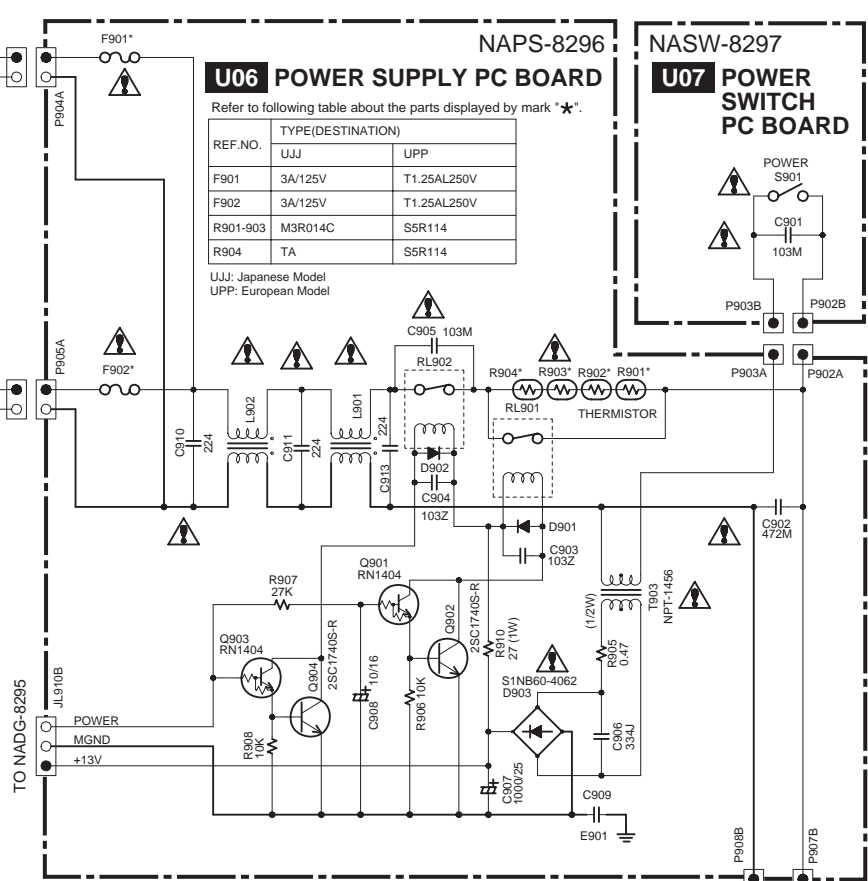 F901*
NAPS-8296
U06 POWER SUPPLY PC BOARD
Refer to following table about the parts displayed by mark "*".
REF.NO. TYPE(DESTINATION)
UJJ UPP
F901 3A/125V T1.25AL250V
F902 3A/125V T1.25AL250V
R901-903 M3R014C S5R114
R904 TA S5R114
UJJ: Japanese Model
UPP: European Model
P904A
NASW-8297
U07 POWER
SWITCH
PC BOARD
POWER
S901
C901
103M
P903B
P902B
P903A
P902A
P905A
F902*
C910
224
L902
C911
224
L901
224
C913
C905 103M
RL902
D902
C904
103Z
R904* R903* R902* R901*
RL901
THERMISTOR
D901
C903
103Z
C902
472M
T903
NPT-1456
(1/2W)
R905
0.47
R907
27K
Q901
RN1404
Q902
2SC1740S-R
Q903
RN1404
Q904
2SC1740S-R
10/16
C908
R906 10K
R910
27 (1W)
S1NB60-4062
D903
C906
334J
R908
10K
C907
1000/25
C909
E901
JL910B
POWER
MGND
+13V
TO NADG-8295
P908B
P907B